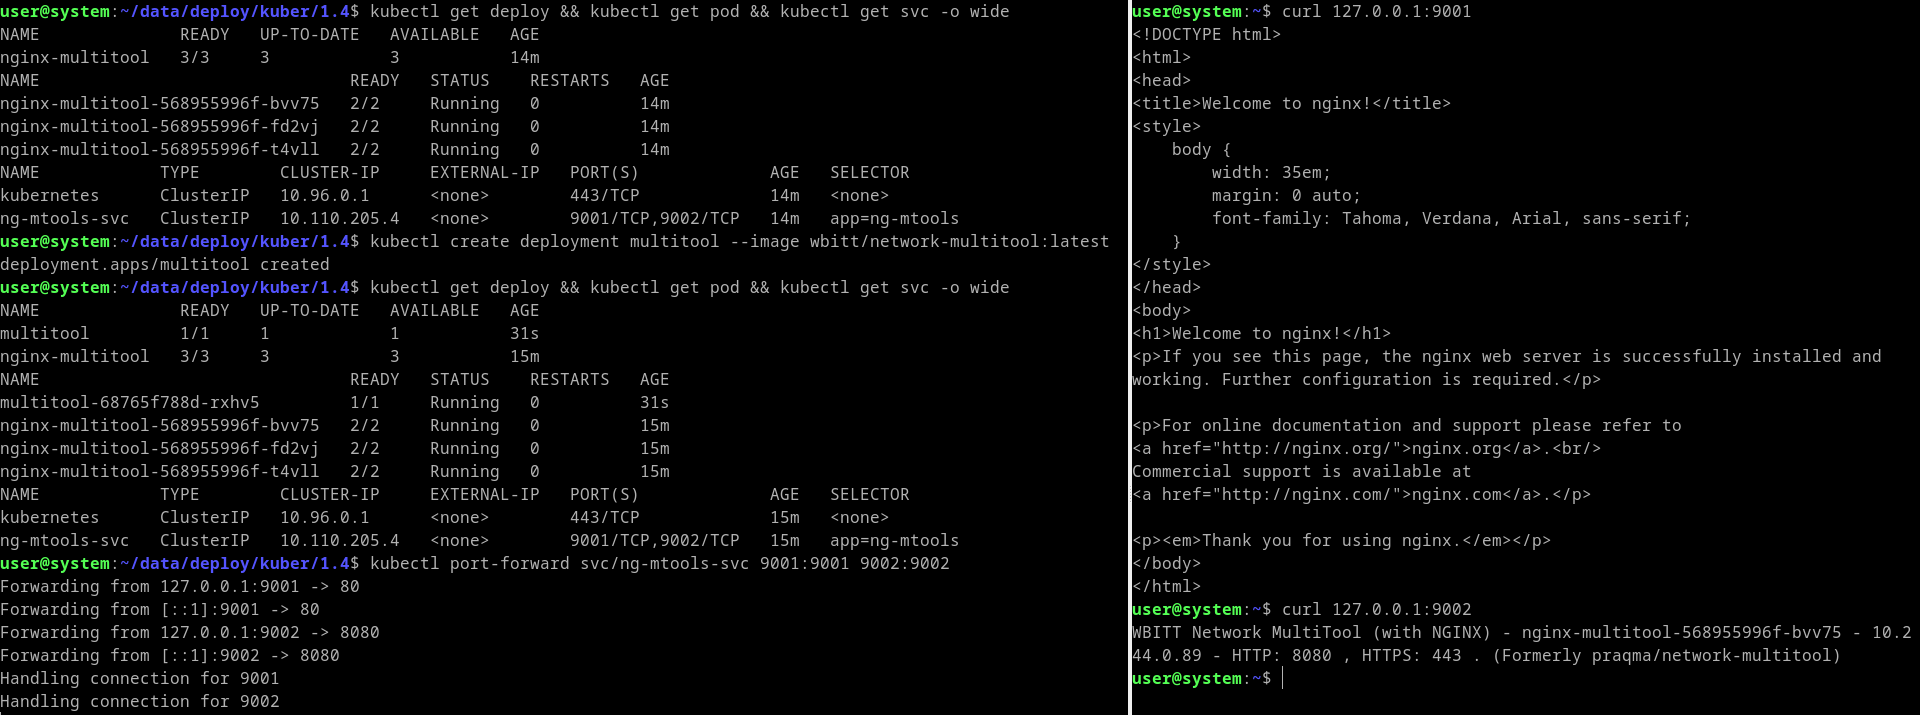 user@system:~/data/deploy/kuber/1.4$ kubectl get deploy && kubectl get pod && kubectl get svc -o wide
NAME              READY   UP-TO-DATE   AVAILABLE   AGE
nginx-multitool   3/3     3            3           14m
NAME                               READY   STATUS    RESTARTS   AGE
nginx-multitool-568955996f-bvv75   2/2     Running   0          14m
nginx-multitool-568955996f-fd2vj   2/2     Running   0          14m
nginx-multitool-568955996f-t4vll   2/2     Running   0          14m
NAME            TYPE        CLUSTER-IP     EXTERNAL-IP   PORT(S)             AGE   SELECTOR
kubernetes      ClusterIP   10.96.0.1      <none>        443/TCP             14m   <none>
ng-mtools-svc   ClusterIP   10.110.205.4   <none>        9001/TCP,9002/TCP   14m   app=ng-mtools
user@system:~/data/deploy/kuber/1.4$ kubectl create deployment multitool --image wbitt/network-multitool:latest
deployment.apps/multitool created
user@system:~/data/deploy/kuber/1.4$ kubectl get deploy && kubectl get pod && kubectl get svc -o wide
NAME              READY   UP-TO-DATE   AVAILABLE   AGE
multitool         1/1     1            1           31s
nginx-multitool   3/3     3            3           15m
NAME                               READY   STATUS    RESTARTS   AGE
multitool-68765f788d-rxhv5         1/1     Running   0          31s
nginx-multitool-568955996f-bvv75   2/2     Running   0          15m
nginx-multitool-568955996f-fd2vj   2/2     Running   0          15m
nginx-multitool-568955996f-t4vll   2/2     Running   0          15m
NAME            TYPE        CLUSTER-IP     EXTERNAL-IP   PORT(S)             AGE   SELECTOR
kubernetes      ClusterIP   10.96.0.1      <none>        443/TCP             15m   <none>
ng-mtools-svc   ClusterIP   10.110.205.4   <none>        9001/TCP,9002/TCP   15m   app=ng-mtools
user@system:~/data/deploy/kuber/1.4$ kubectl port-forward svc/ng-mtools-svc 9001:9001 9002:9002
Forwarding from 127.0.0.1:9001 -> 80
Forwarding from [::1]:9001 -> 80
Forwarding from 127.0.0.1:9002 -> 8080
Forwarding from [::1]:9002 -> 8080
Handling connection for 9001
Handling connection for 9002
user@system:~$ curl 127.0.0.1:9001
<!DOCTYPE html>
<html>
<head>
<title>Welcome to nginx!</title>
<style>
    body {
        width: 35em;
        margin: 0 auto;
        font-family: Tahoma, Verdana, Arial, sans-serif;
    }
</style>
</head>
<body>
<h1>Welcome to nginx!</h1>
<p>If you see this page, the nginx web server is successfully installed and
working. Further configuration is required.</p>

<p>For online documentation and support please refer to
<a href="http://nginx.org/">nginx.org</a>.<br/>
Commercial support is available at
<a href="http://nginx.com/">nginx.com</a>.</p>

<p><em>Thank you for using nginx.</em></p>
</body>
</html>
user@system:~$ curl 127.0.0.1:9002
WBITT Network MultiTool (with NGINX) - nginx-multitool-568955996f-bvv75 - 10.2
44.0.89 - HTTP: 8080 , HTTPS: 443 . (Formerly praqma/network-multitool)
user@system:~$